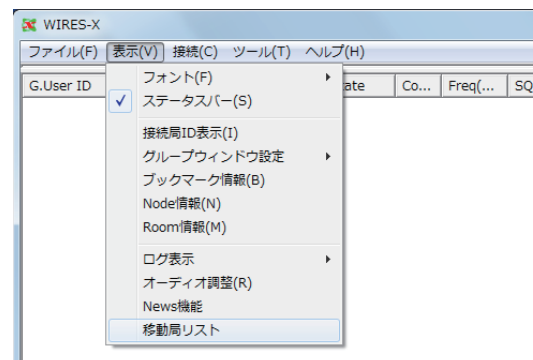 WIRES-X
ファイル(F) 表示(V) 接続(C) ツール(T) ヘルプ(H)
G.User ID ate Co... Freq(... SQ
フォント(F)
ステータスバー(S)
接続局ID表示(I)
グループウィンドウ設定
ブックマーク情報(B)
Node情報(N)
Room情報(M)
ログ表示
オーディオ調整(R)
News機能
移動局リスト